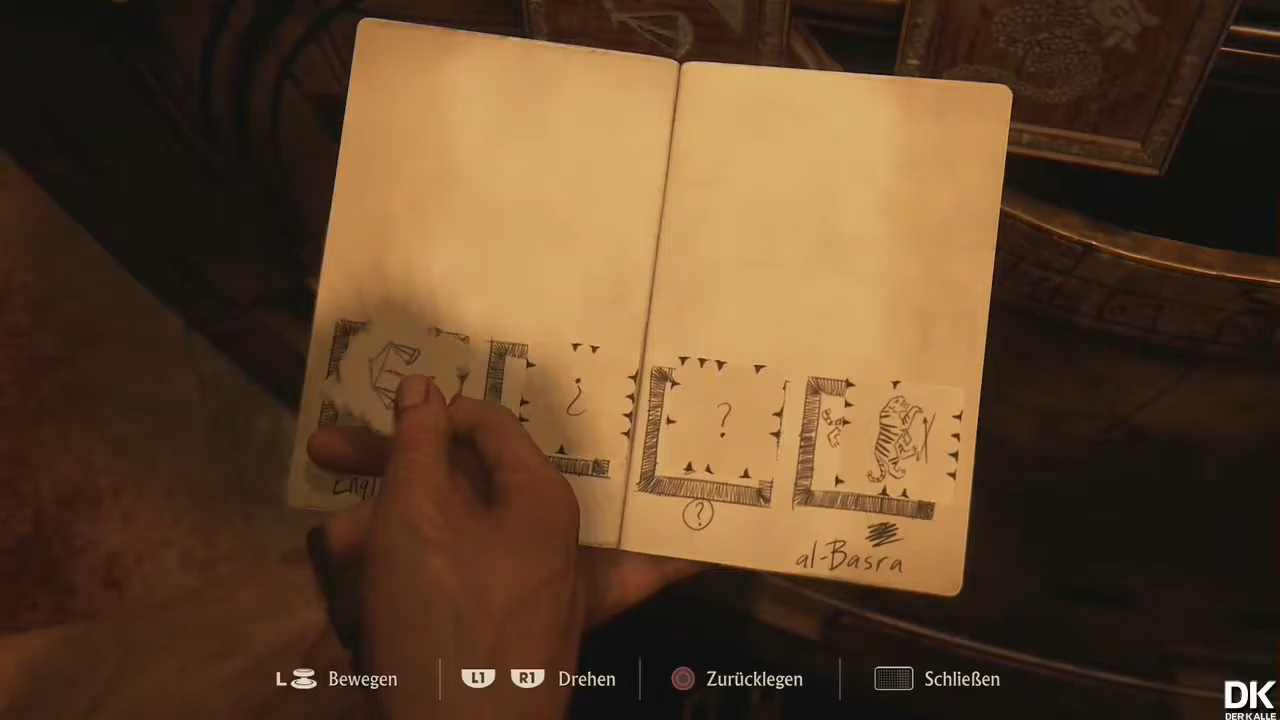 ¿
?
?
al-Basra
L Bewegen
L1 R1 Drehen
Zurücklegen
Schließen
DK
DERKALLE